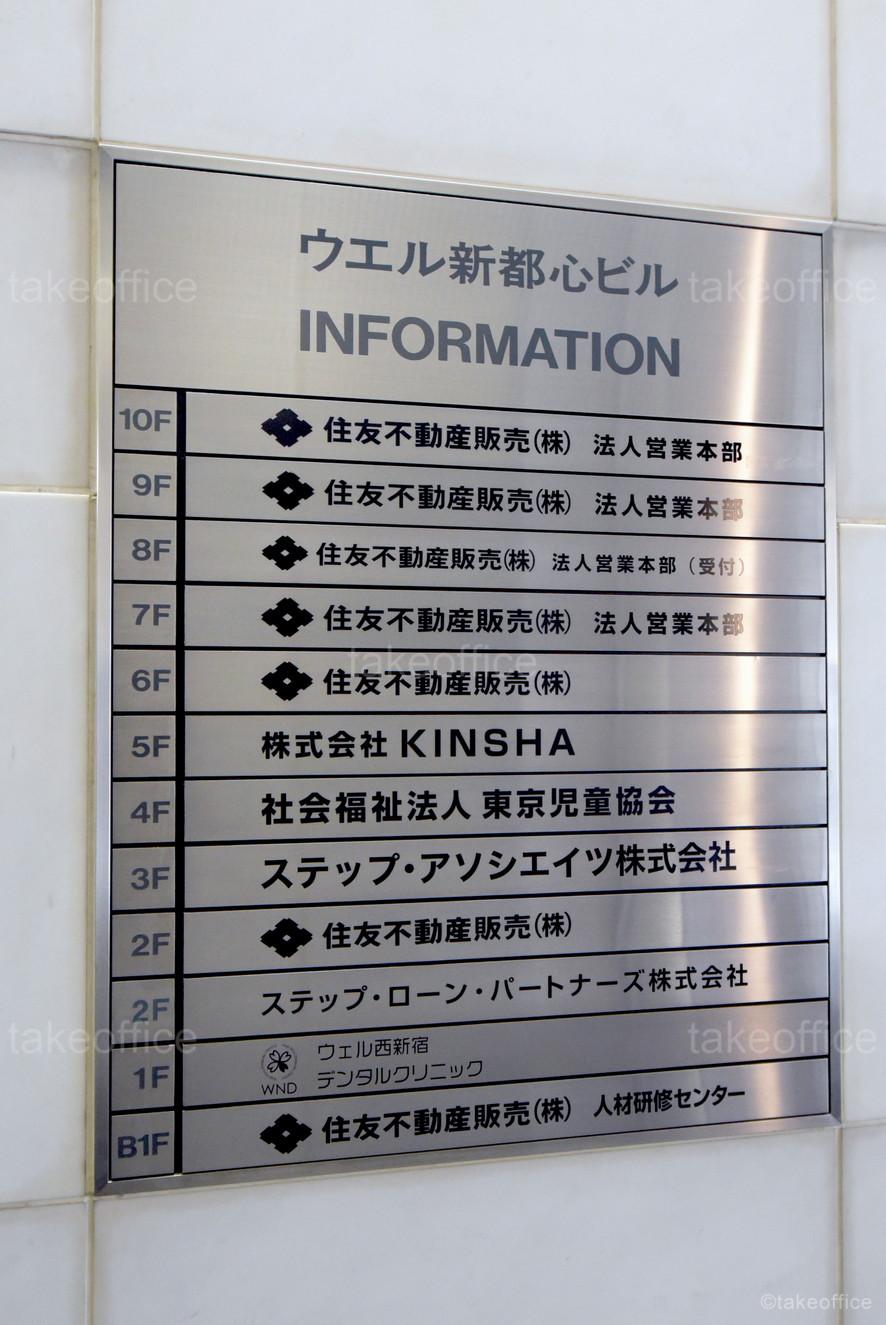 ウエル新都心ビル
INFORMATION
10F 住友不動産販売(株) 法人営業本部
9F 住友不動産販売(株) 法人営業本部
8F 住友不動産販売(株) 法人営業本部(受付)
7F 住友不動産販売(株) 法人営業本部
6F 住友不動産販売(株)
5F 株式会社 KINSHA
4F 社会福祉法人 東京児童協会
3F ステップ・アソシエイツ株式会社
2F 住友不動産販売(株)
2F ステップ・ローン・パートナーズ株式会社
1F WND ウェル西新宿
デンタルクリニック
B1F 住友不動産販売(株) 人材研修センター
takeoffice
takeoffice
takeoffice
takeoffice
takeoffice
©takeoffice